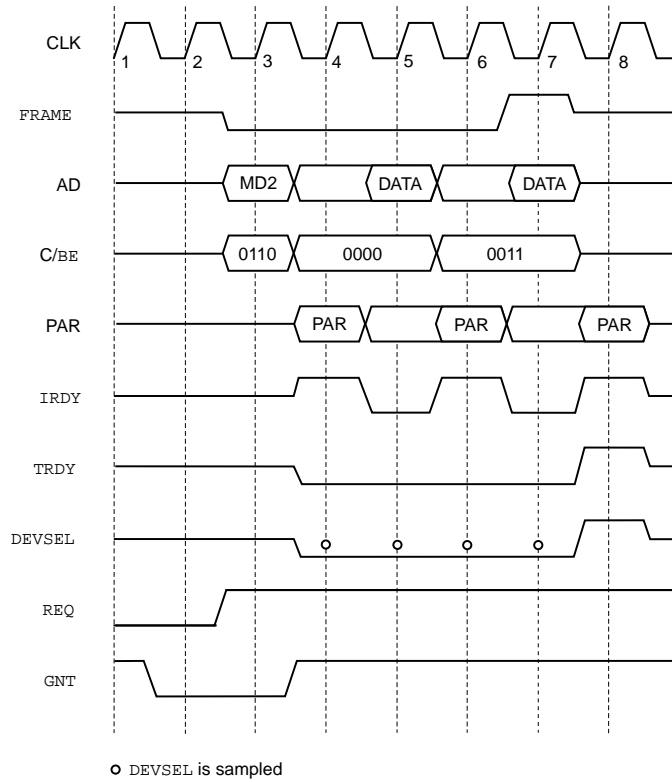 CLK
1 2 3 4 5 6 7 8
FRAME
AD MD2 DATA DATA
C/BE 0110 0000 0011
PAR PAR PAR PAR
IRDY
TRDY
DEVSEL
REQ
GNT
DEVSEL is sampled